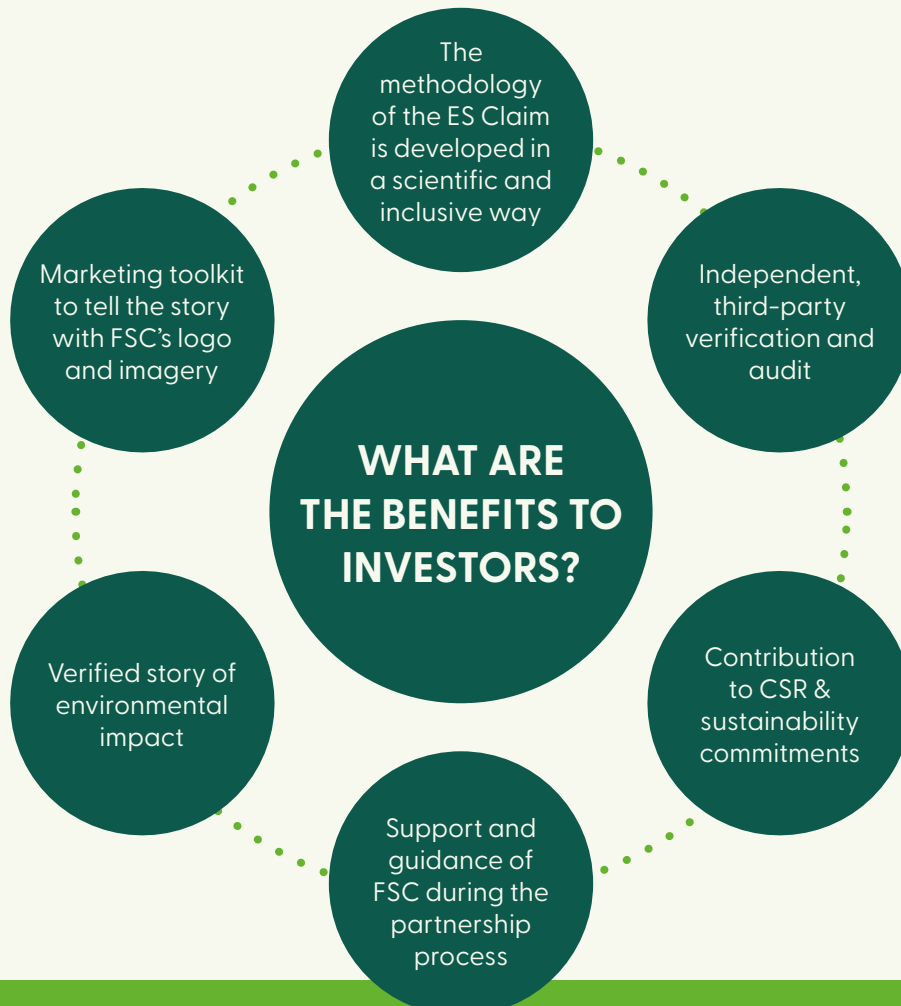 The
methodology
of the ES Claim
is developed in
a scientific and
inclusive way
Marketing toolkit
to tell the story
with FSC’s logo
and imagery
Independent,
third-party
verification and
audit
WHAT ARE
THE BENEFITS TO
INVESTORS?
Verified story of
environmental
impact
Contribution
to CSR &
sustainability
commitments
Support and
guidance of
FSC during the
partnership
process